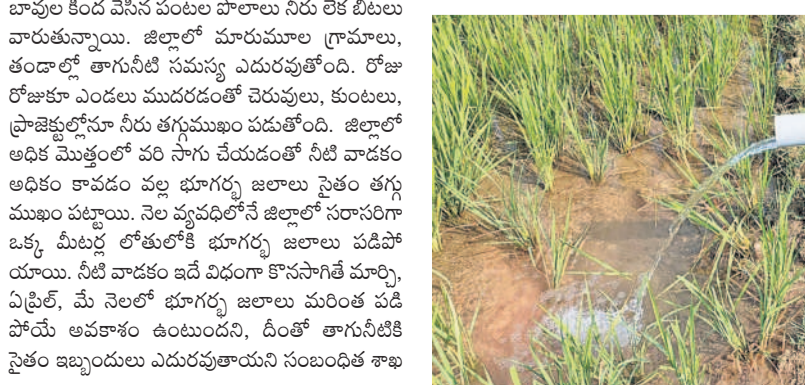 బావుల కింద వేసిన పంటల పొలాలు నీరు లేక బీటలు
వారుతున్నాయి. జిల్లాలో మారుమూల గ్రామాలు,
తండాల్లో తాగునీటి సమస్య ఎదురవుతోంది. రోజు
రోజుకూ ఎండలు ముదరడంతో చెరువులు, కుంటలు,
ప్రాజెక్టుల్లోనూ నీరు తగ్గుముఖం పడుతోంది. జిల్లాలో
అధిక మొత్తంలో వరి సాగు చేయడంతో నీటి వాడకం
అధికం కావడం వల్ల భూగర్భ జలాలు సైతం తగ్గు
ముఖం పట్టాయి. నెల వ్యవధిలోనే జిల్లాలో సరాసరిగా
ఒక్క మీటర్ల లోతులోకి భూగర్భ జలాలు పడిపో
యాయి. నీటి వాడకం ఇదే విధంగా కొనసాగితే మార్చి,
ఏప్రిల్, మే నెలలో భూగర్భ జలాలు మరింత పడి
పోయే అవకాశం ఉంటుందని, దీంతో తాగునీటికి
సైతం ఇబ్బందులు ఎదురవుతాయని సంబంధిత శాఖ